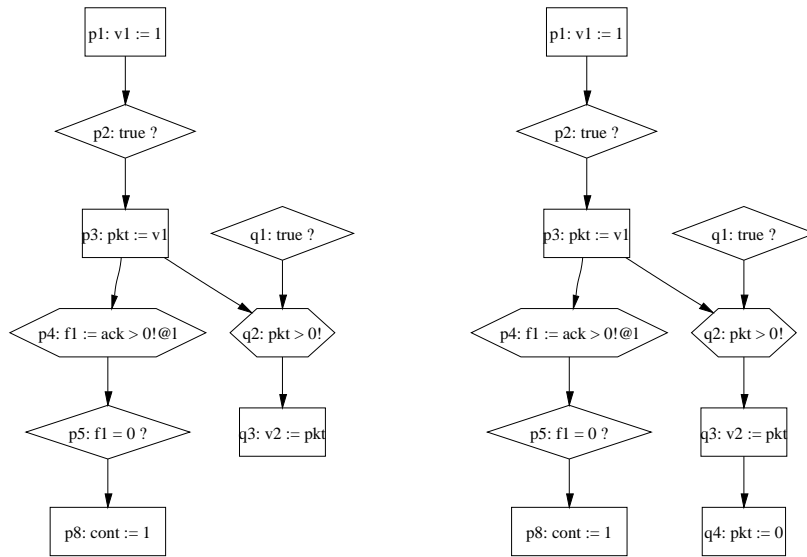 p1: v1 := 1
p2: true ?
p3: pkt := v1
q1: true ?
p4: f1 := ack > 0!@l
q2: pkt > 0!
p5: f1 = 0 ?
q3: v2 := pkt
p8: cont := 1
p1: v1 := 1
p2: true ?
p3: pkt := v1
q1: true ?
p4: f1 := ack > 0!@l
q2: pkt > 0!
p5: f1 = 0 ?
q3: v2 := pkt
p8: cont := 1
q4: pkt := 0